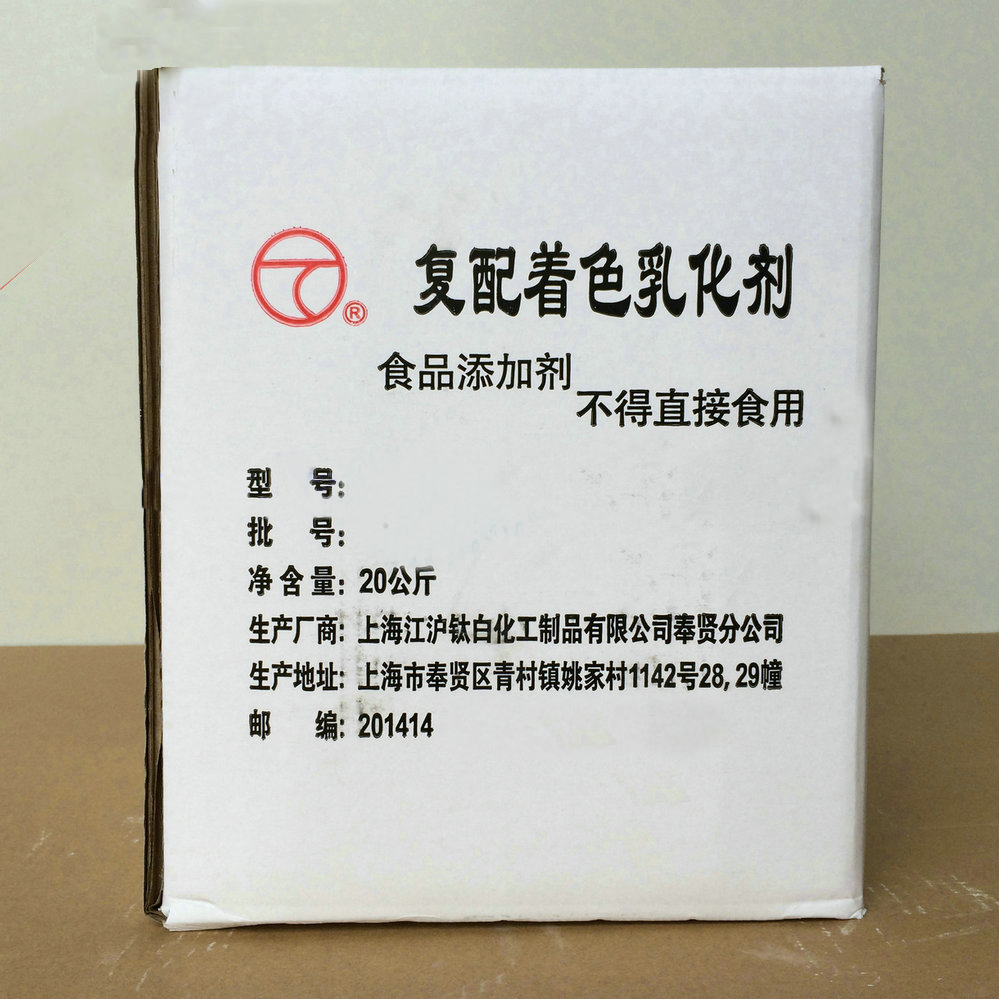 ®
复配着色乳化剂
食品添加剂
不得直接食用
型 号:
批 号:
净含量: 20公斤
生产厂商: 上海江沪钛白化工制品有限公司奉贤分公司
生产地址: 上海市奉贤区青村镇姚家村1142号28, 29幢
邮 编: 201414